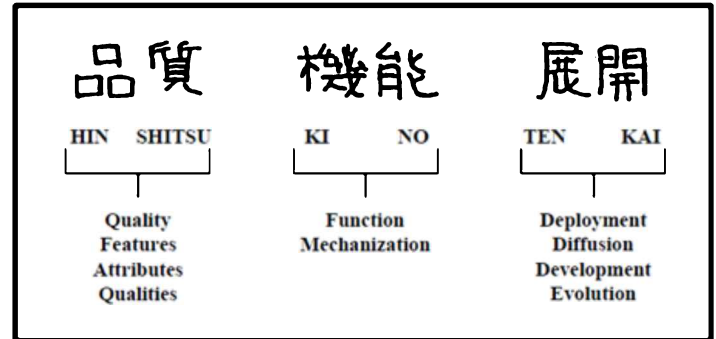 品質 機能 展開
HIN SHITSU KI NO TEN KAI
Quality Function Deployment
Features Mechanization Diffusion
Attributes Development
Qualities Evolution